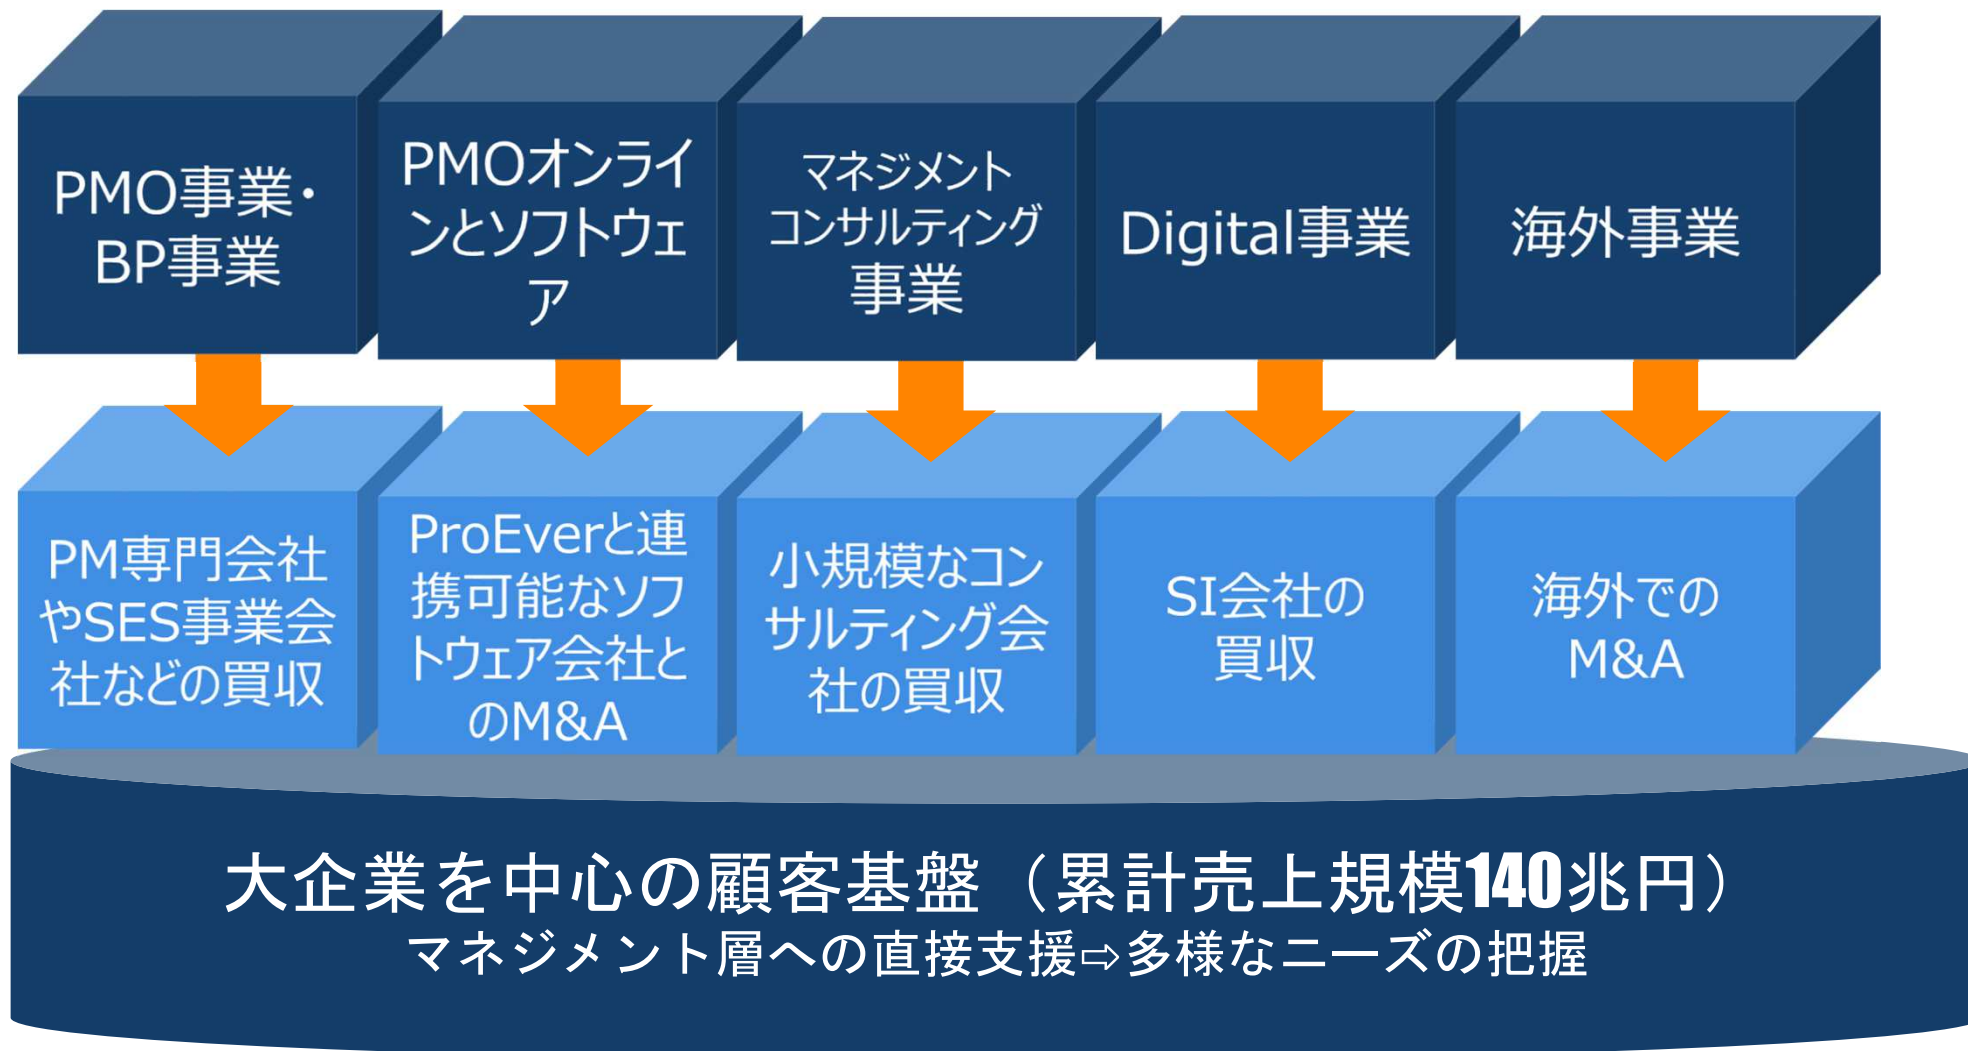 PMO事業・
BP事業
PMOオンライ
ンとソフトウェ
ア
マネジメント
コンサルティング
事業
Digital事業
海外事業
PM専門会社
やSES事業会
社などの買収
ProEverと連
携可能なソフ
トウェア会社と
のM&A
小規模なコン
サルティング会
社の買収
SI会社の
買収
海外での
M&A
大企業を中心の顧客基盤（累計売上規模140兆円）
マネジメント層への直接支援⇨多様なニーズの把握